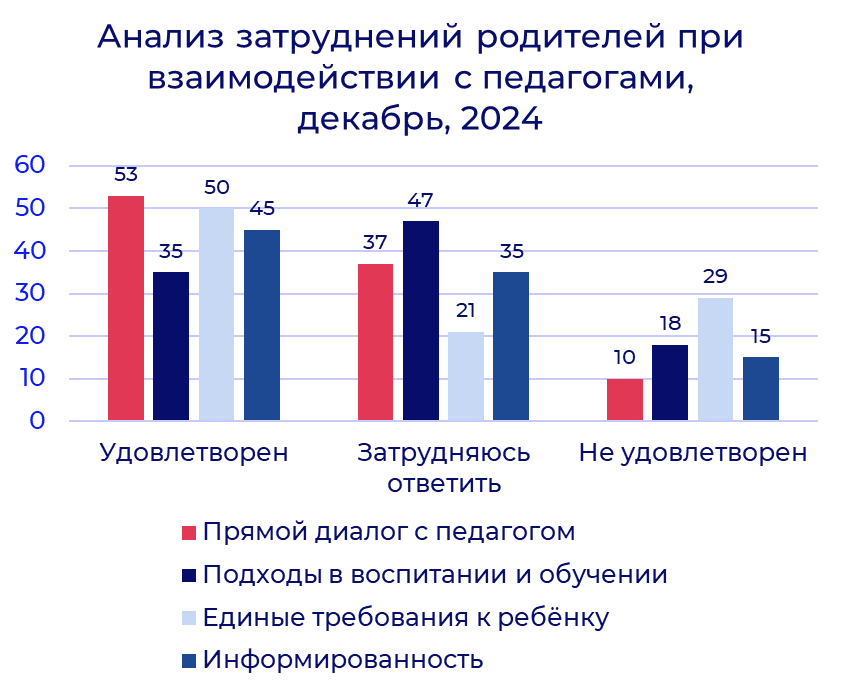 Анализ затруднений родителей при
взаимодействии с педагогами,
декабрь, 2024
60
50
40
30
20
10
0
53
35
50
45
37
47
21
35
10
18
29
15
Удовлетворен
Затрудняюсь
ответить
Не удовлетворен
Прямой диалог с педагогом
Подходы в воспитании и обучении
Единые требования к ребёнку
Информированность